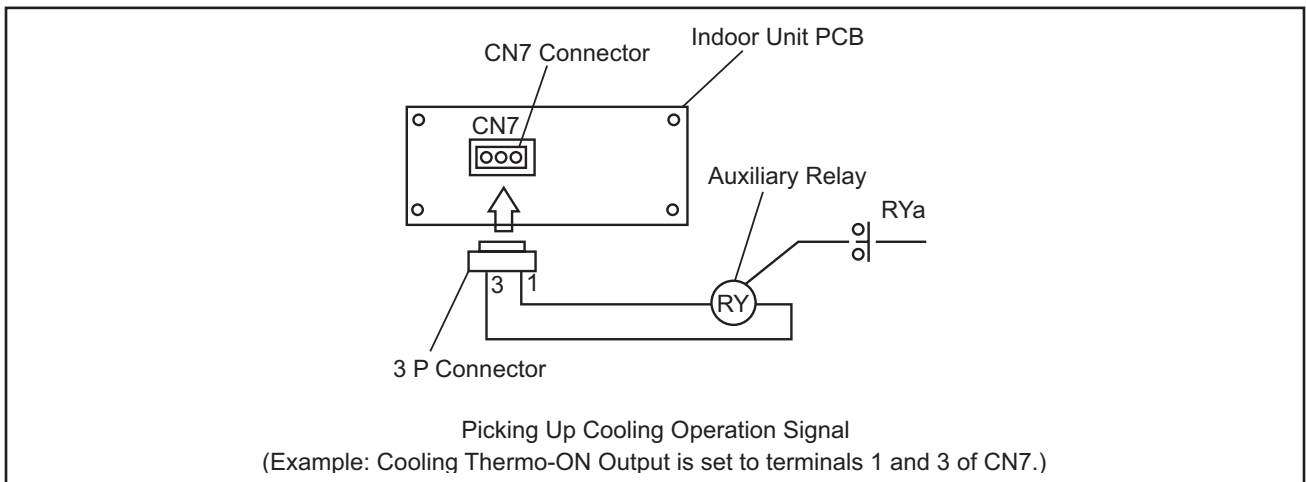 Indoor Unit PCB
CN7 Connector
CN7
Auxiliary Relay
RYa
3 1
RY
3 P Connector
Picking Up Cooling Operation Signal
(Example: Cooling Thermo-ON Output is set to terminals 1 and 3 of CN7.)